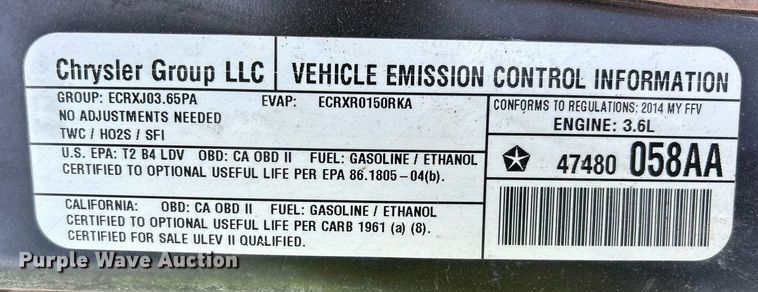 Chrysler Group LLC
VEHICLE EMISSION CONTROL INFORMATION
GROUP: ECRXJ03.65PA EVAP: ECRXR0150RKA
NO ADJUSTMENTS NEEDED
TWC / HO2S / SFI
CONFORMS TO REGULATIONS: 2014 MY FFV
ENGINE: 3.6L
U.S. EPA: T2 B4 LDV OBD: CA OBD II FUEL: GASOLINE / ETHANOL
CERTIFIED TO OPTIONAL USEFUL LIFE PER EPA 86.1805-04(b).
47480 058AA
CALIFORNIA: OBD: CA OBD II FUEL: GASOLINE / ETHANOL
CERTIFIED TO OPTIONAL USEFUL LIFE PER CARB 1961 (a) (8).
CERTIFIED FOR SALE ULEV II QUALIFIED.
Purple Wave Auction